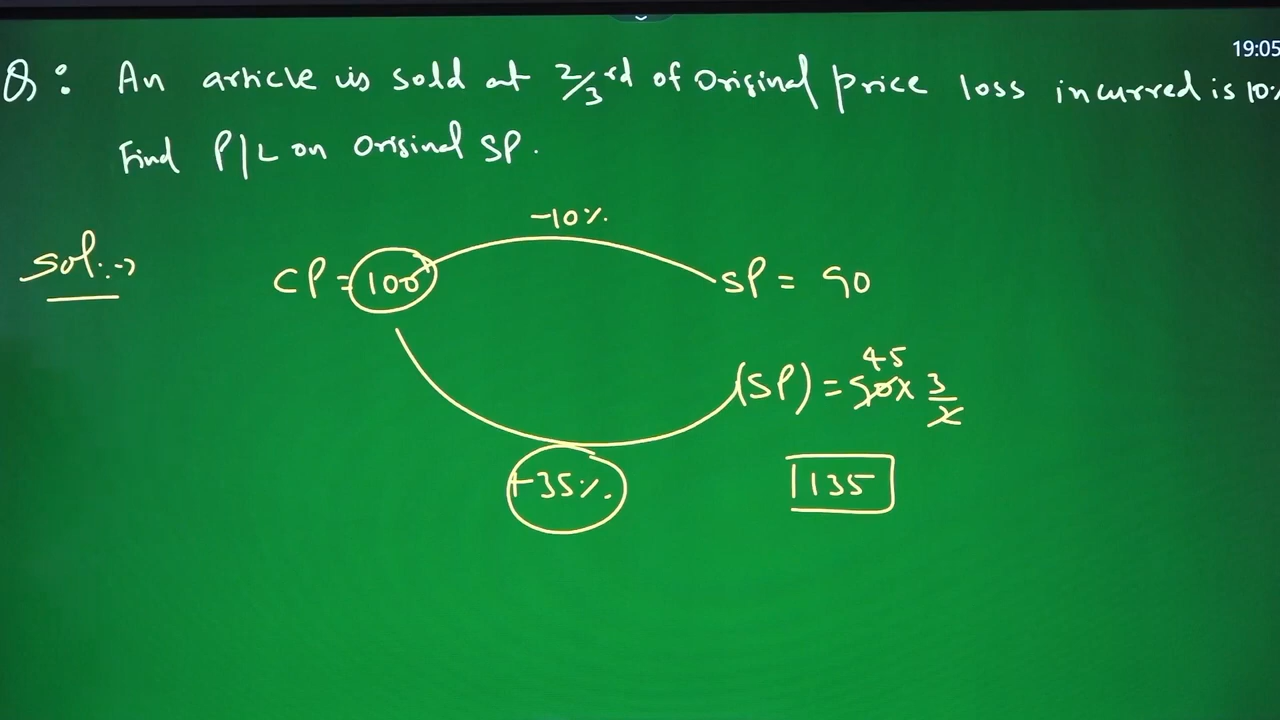 19:05
Q: An article is sold at 2/3rd of original price loss incurred is 10%
Find P/L on original SP.
Sol:->
-10%.
CP = 100 SP = 90
45
(SP) = 90x 3/2
+35%. 135